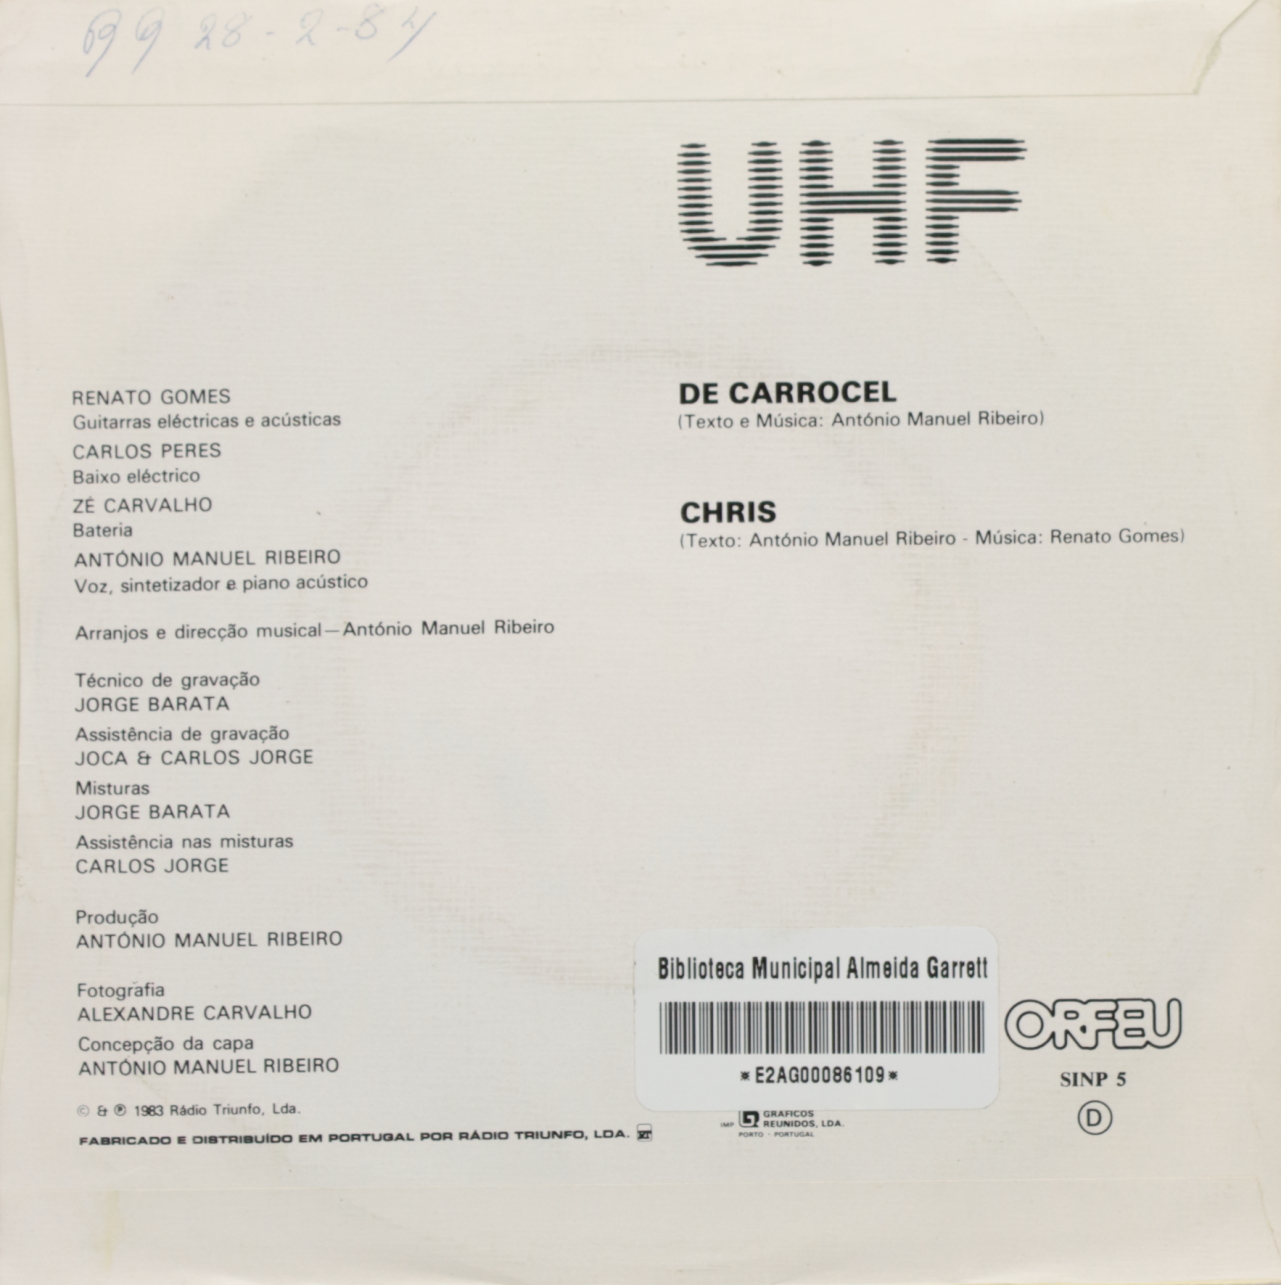 28-2-84
UHF
RENATO GOMES
Guitarras eléctricas e acústicas
CARLOS PERES
Baixo eléctrico
ZÉ CARVALHO
Bateria
ANTÓNIO MANUEL RIBEIRO
Voz, sintetizador e piano acústico
Arranjos e direcção musical—António Manuel Ribeiro
Técnico de gravação
JORGE BARATA
Assistência de gravação
JOCA & CARLOS JORGE
Misturas
JORGE BARATA
Assistência nas misturas
CARLOS JORGE
Produção
ANTÓNIO MANUEL RIBEIRO
Fotografia
ALEXANDRE CARVALHO
Concepção da capa
ANTÓNIO MANUEL RIBEIRO
© & ℗ 1983 Rádio Triunfo, Lda.
FABRICADO E DISTRIBUÍDO EM PORTUGAL POR RÁDIO TRIUNFO, LDA.
DE CARROCEL
(Texto e Música: António Manuel Ribeiro)
CHRIS
(Texto: António Manuel Ribeiro - Música: Renato Gomes)
Biblioteca Municipal Almeida Garrett
*E2AG00086109*
IMP GRAFICOS
REUNIDOS, LDA.
PORTO - PORTUGAL
ORFEU
SINP 5
D